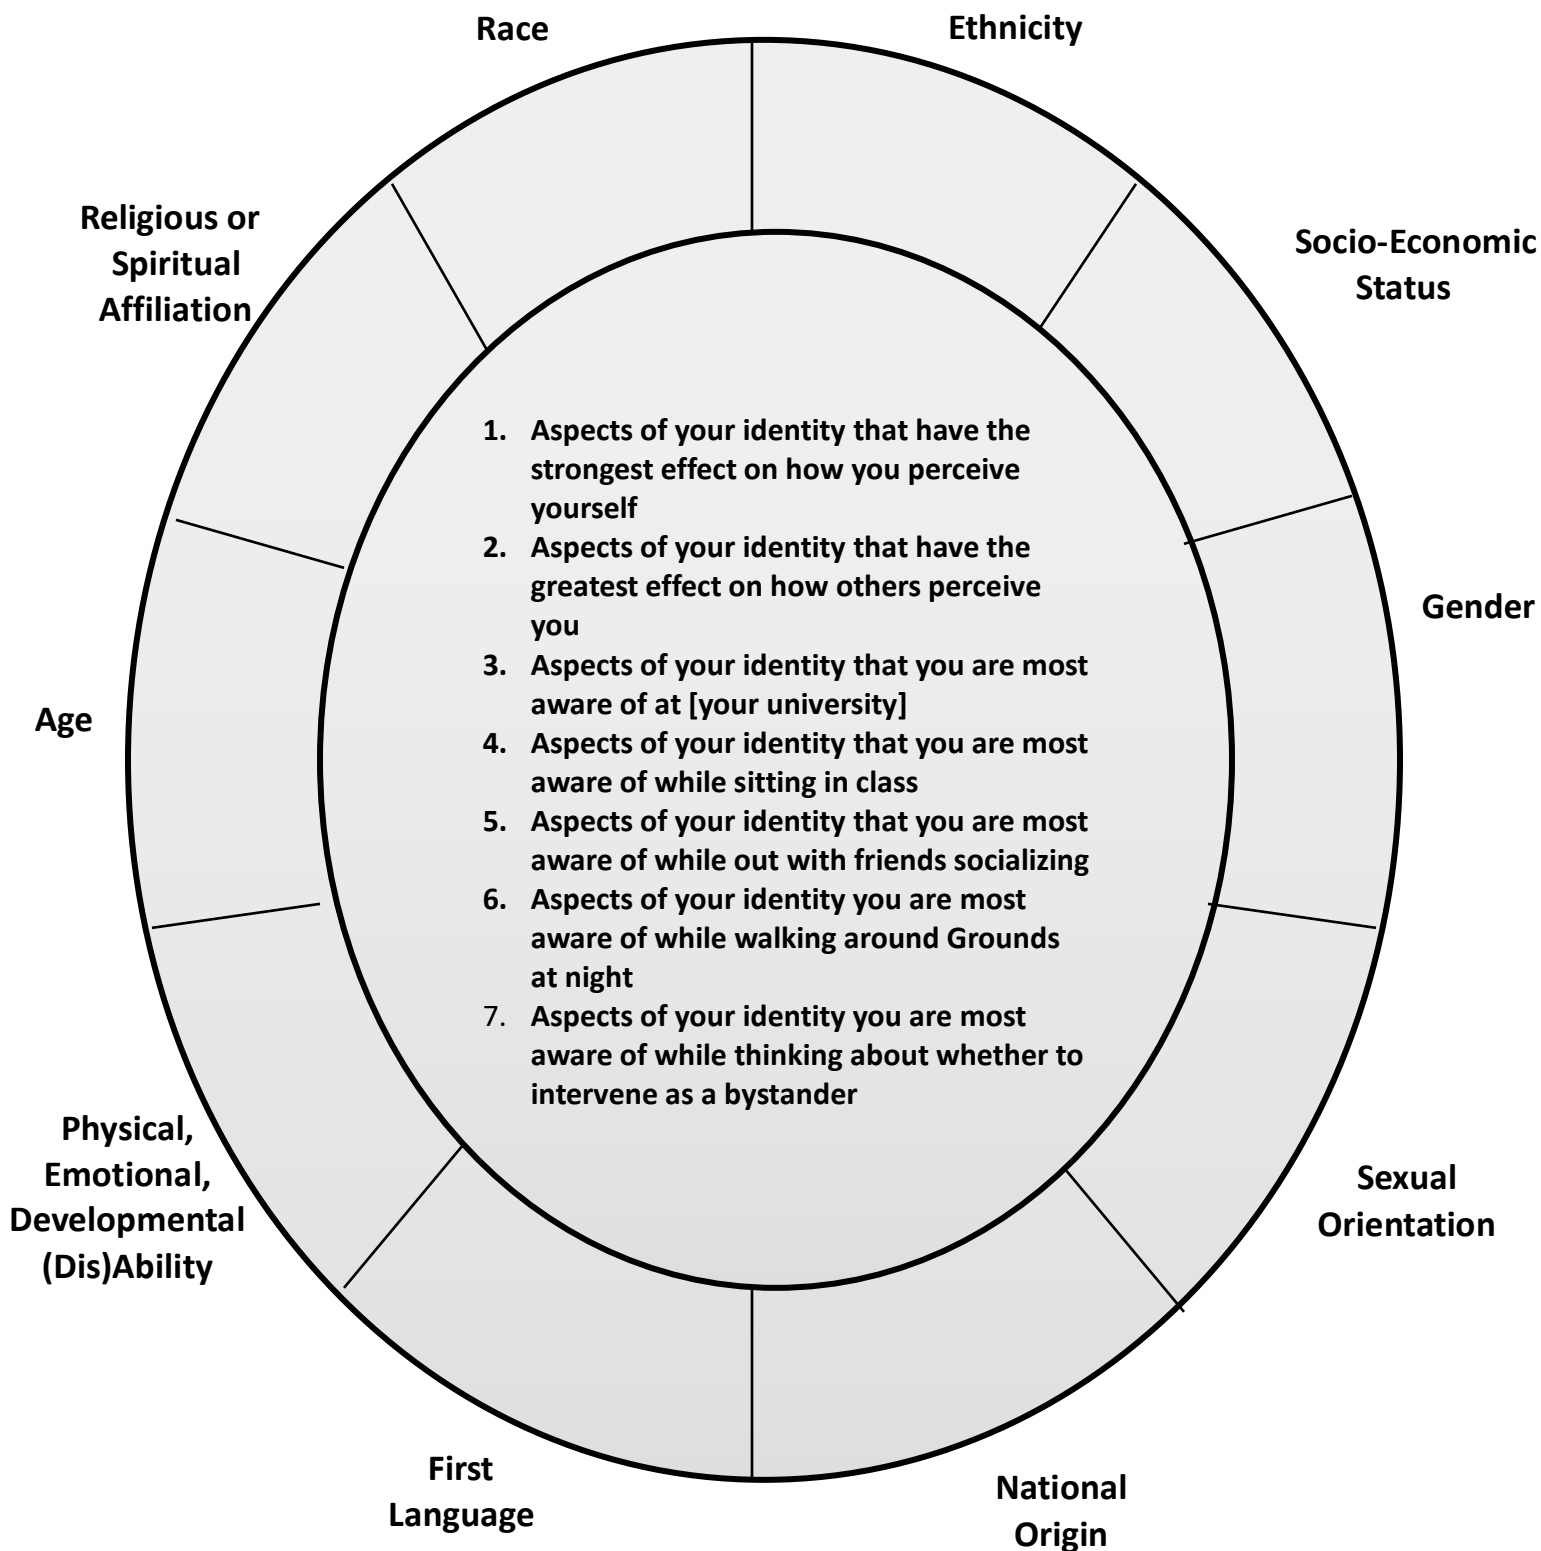 Race
Ethnicity
Religious or
Spiritual
Affiliation
Socio-Economic
Status
1. Aspects of your identity that have the
strongest effect on how you perceive
yourself
2. Aspects of your identity that have the
greatest effect on how others perceive
you
3. Aspects of your identity that you are most
aware of at [your university]
4. Aspects of your identity that you are most
aware of while sitting in class
5. Aspects of your identity that you are most
aware of while out with friends socializing
6. Aspects of your identity you are most
aware of while walking around Grounds
at night
7. Aspects of your identity you are most
aware of while thinking about whether to
intervene as a bystander
Gender
Age
Physical,
Emotional,
Developmental
(Dis)Ability
Sexual
Orientation
First
Language
National
Origin